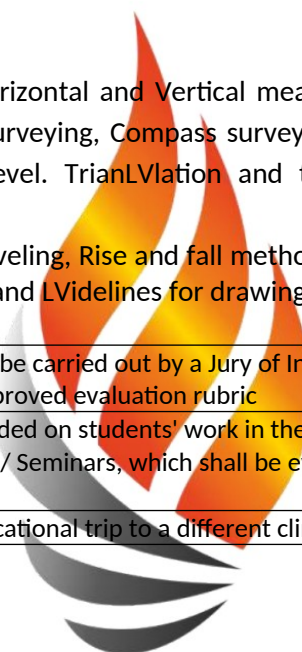 rizontal and Vertical mea
urveying, Compass survey
evel. TrianLVlation and t
veling, Rise and fall metho
and LVidelines for drawing
be carried out by a Jury of In
proved evaluation rubric
ded on students' work in the
/ Seminars, which shall be e
cational trip to a different cli